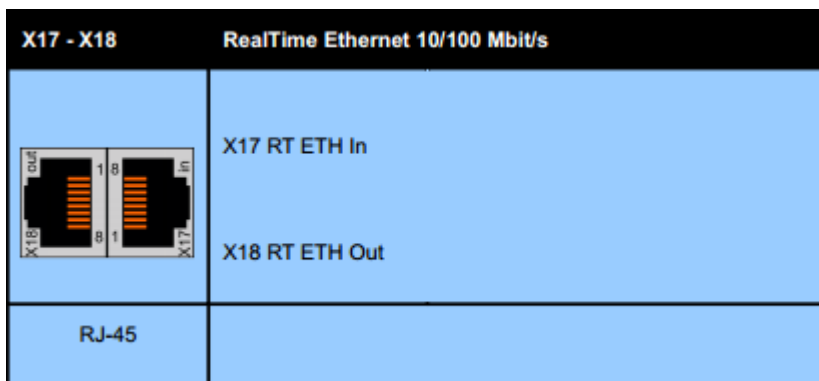 X17 - X18 RealTime Ethernet 10/100 Mbit/s
X17 RT ETH In
out 1 8 in
X18 8 1 X17
X18 RT ETH Out
RJ-45